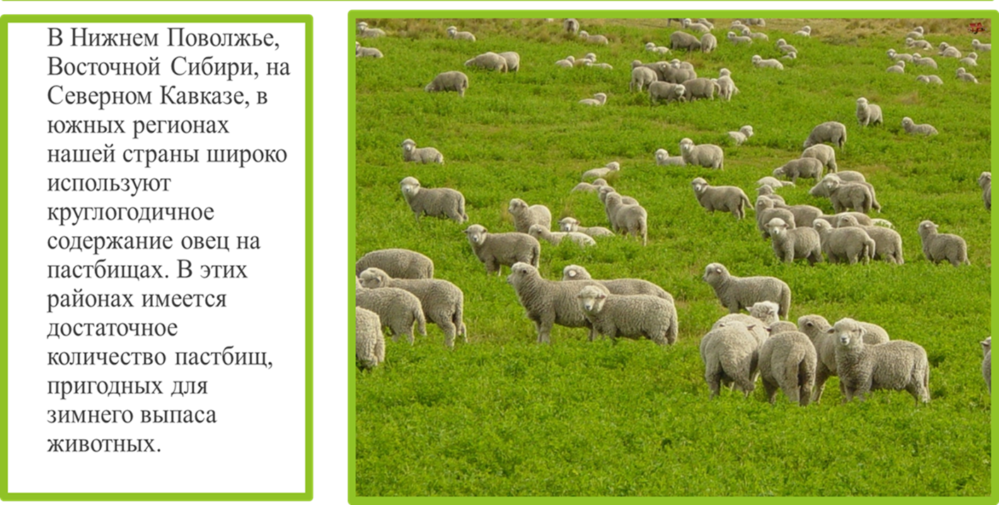 В Нижнем Поволжье,
Восточной Сибири, на
Северном Кавказе, в
южных регионах
нашей страны широко
используют
круглогодичное
содержание овец на
пастбищах. В этих
районах имеется
достаточное
количество пастбищ,
пригодных для
зимнего выпаса
животных.